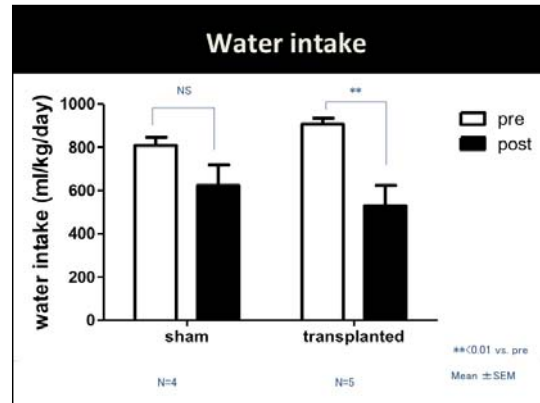 Water intake
NS
**
1000
800
600
400
200
0
water intake (ml/kg/day)
pre
post
sham
transplanted
N=4
N=5
**<0.01 vs. pre
Mean ±SEM